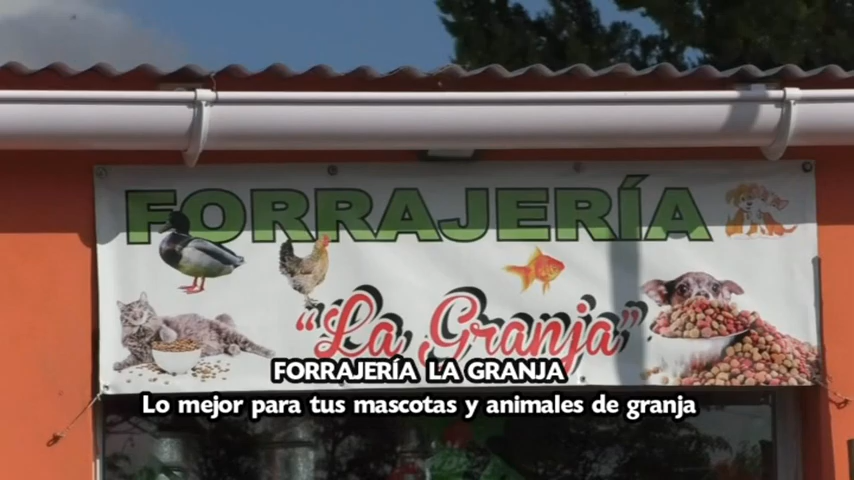 FORRAJERÍA
"La Granja"
FORRAJERÍA LA GRANJA
Lo mejor para tus mascotas y animales de granja